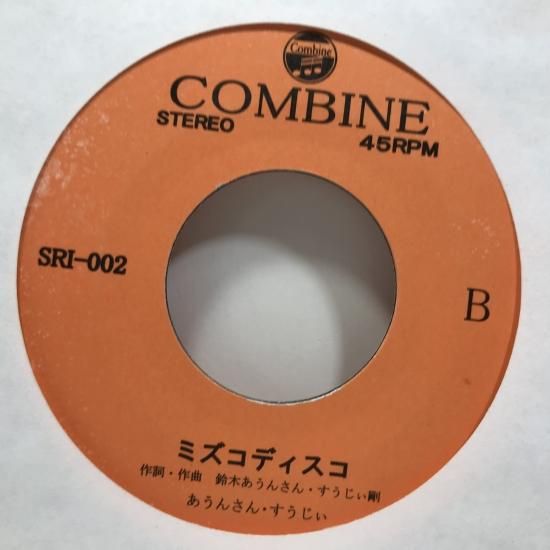 Combine
COMBINE
STEREO
45RPM
SRI-002
B
ミズコディスコ
作詞・作曲 鈴木あうんさん・すうじぃ剛
あうんさん・すうじぃ